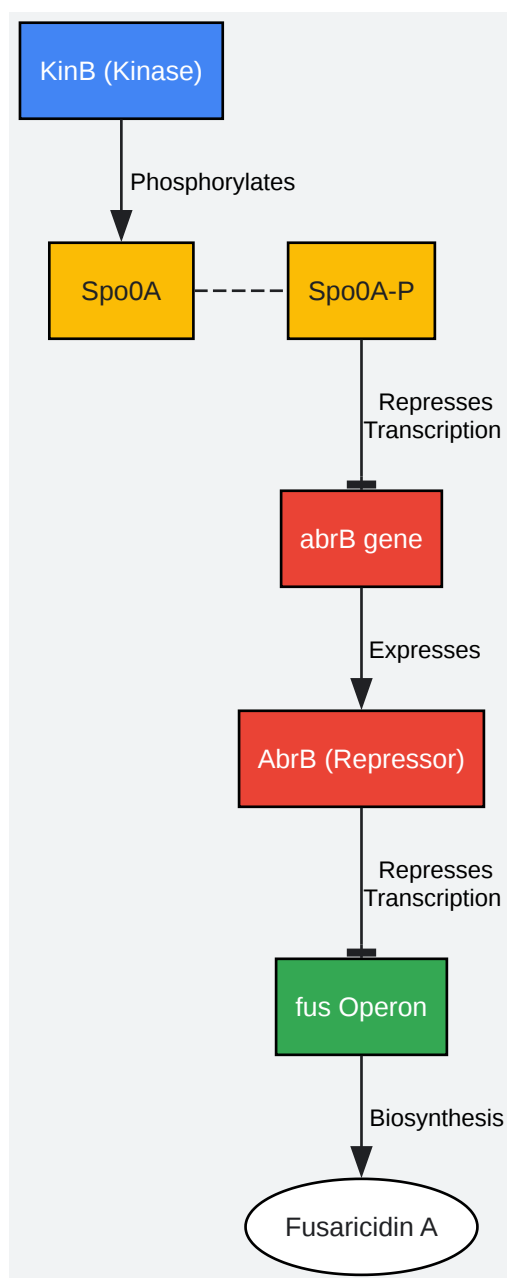 KinB (Kinase)
Phosphorylates
Spo0A
Spo0A-P
Represses
Transcription
abrB gene
Expresses
AbrB (Repressor)
Represses
Transcription
fus Operon
Biosynthesis
Fusaricidin A